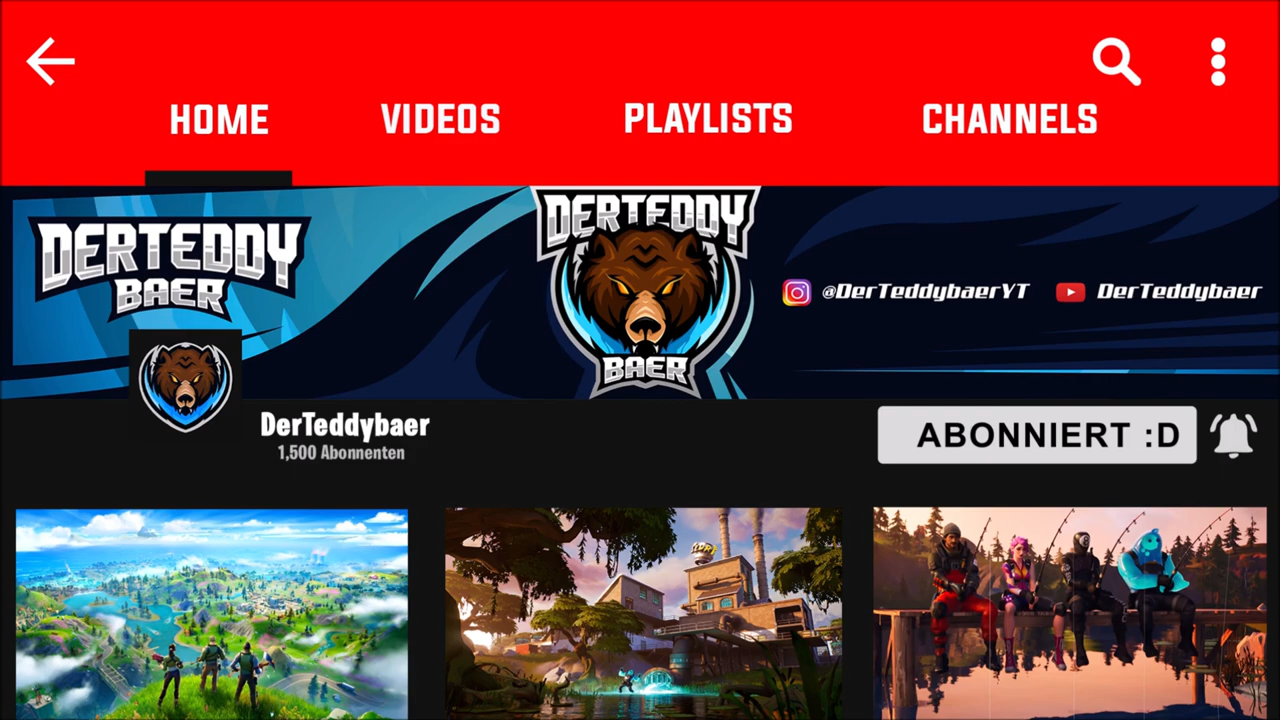 HOME
VIDEOS
PLAYLISTS
CHANNELS
DERTEDDY
BAER
DERTEDDY
BAER
@DerTeddybaerYT
DerTeddybaer
DerTeddybaer
1,500 Abonnenten
ABONNIERT :D